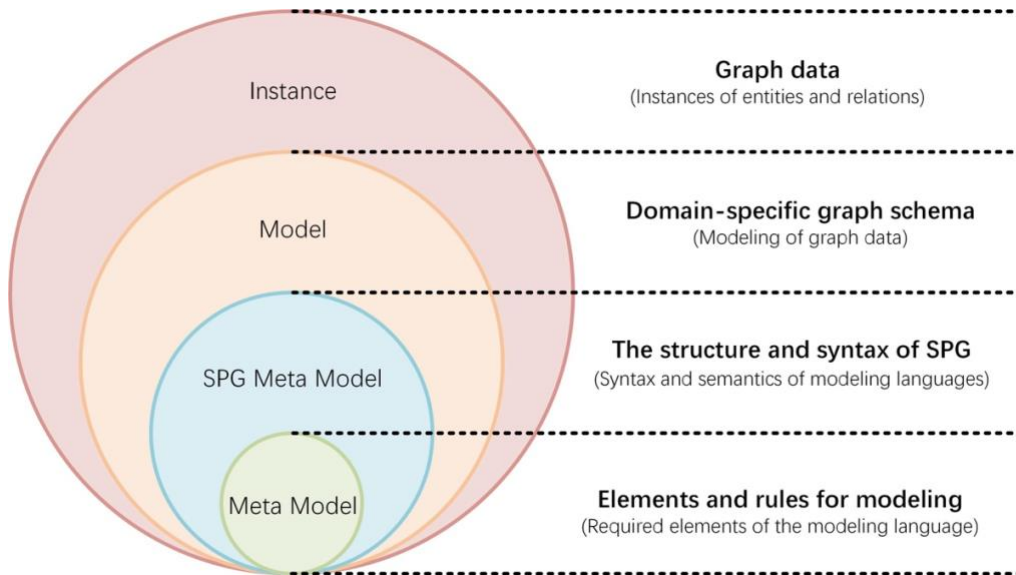 Instance
Graph data
(Instances of entities and relations)
Model
Domain-specific graph schema
(Modeling of graph data)
SPG Meta Model
The structure and syntax of SPG
(Syntax and semantics of modeling languages)
Meta Model
Elements and rules for modeling
(Required elements of the modeling language)